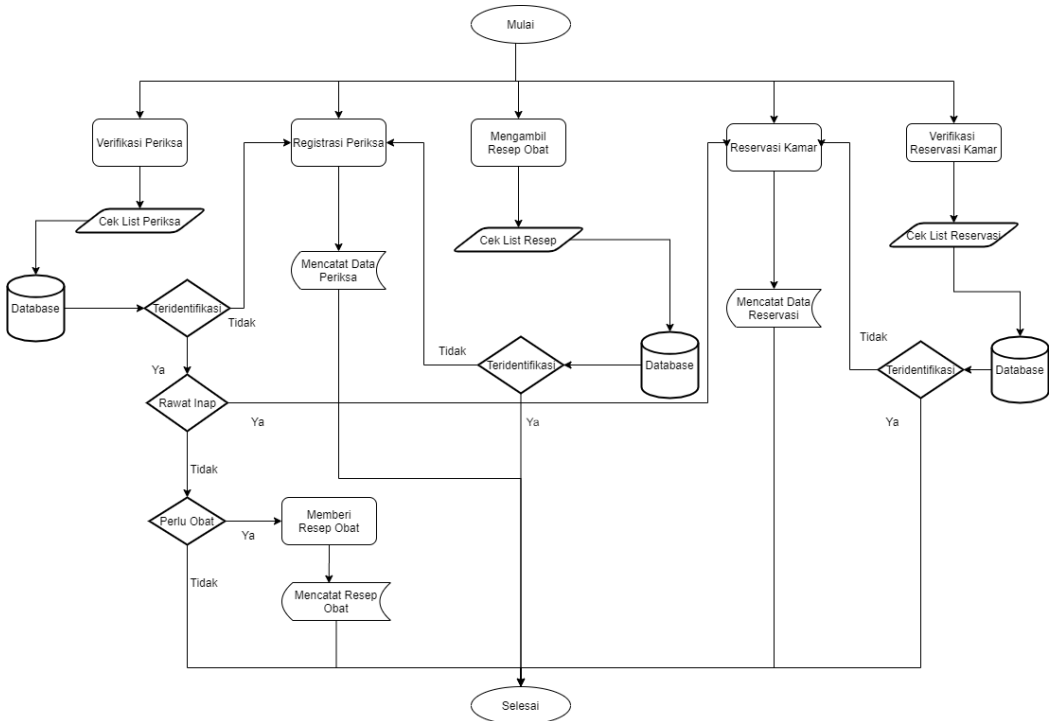 Mulai
Verifikasi Periksa
Registrasi Periksa
Mengambil
Resep Obat
Reservasi Kamar
Verifikasi
Reservasi Kamar
Cek List Periksa
Cek List Resep
Cek List Reservasi
Mencatat Data
Periksa
Mencatat Data
Reservasi
Database
Teridentifikasi
Tidak
Ya
Tidak
Teridentifikasi
Database
Tidak
Teridentifikasi
Database
Rawat Inap
Ya
Ya
Ya
Tidak
Perlu Obat
Ya
Memberi
Resep Obat
Tidak
Mencatat Resep
Obat
Selesai